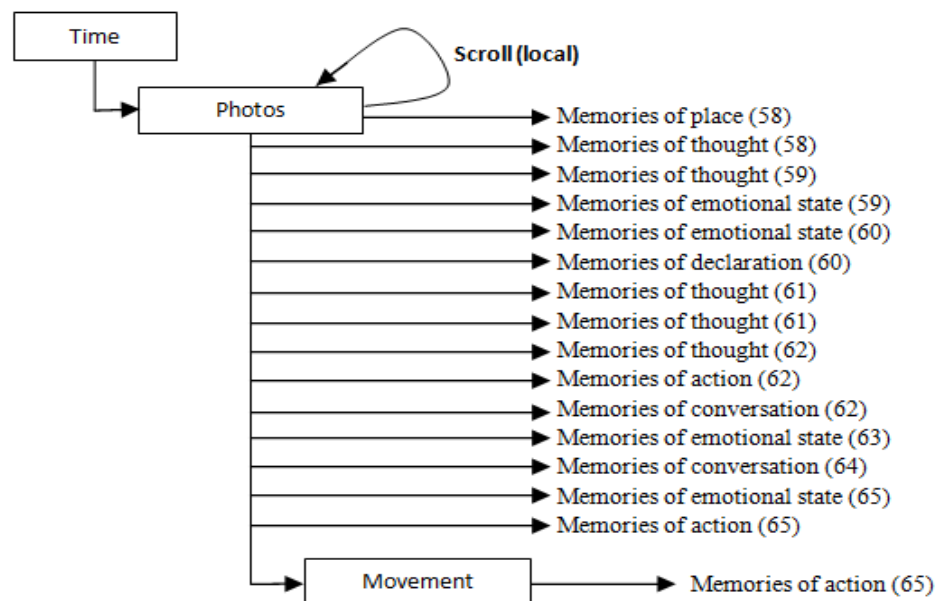 Time
Scroll (local)
Photos
Memories of place (58)
Memories of thought (58)
Memories of thought (59)
Memories of emotional state (59)
Memories of emotional state (60)
Memories of declaration (60)
Memories of thought (61)
Memories of thought (61)
Memories of thought (62)
Memories of action (62)
Memories of conversation (62)
Memories of emotional state (63)
Memories of conversation (64)
Memories of emotional state (65)
Memories of action (65)
Movement
Memories of action (65)